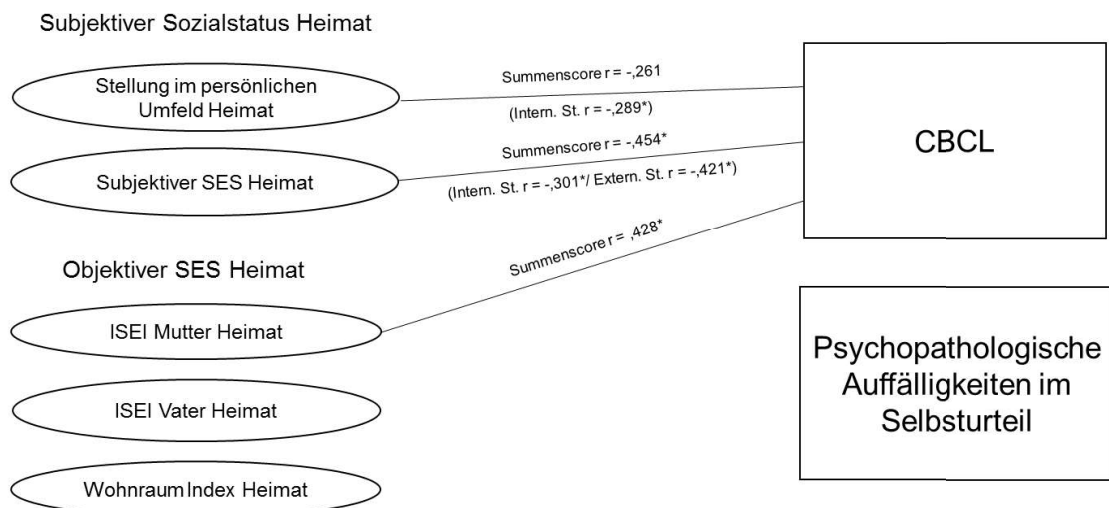 Subjektiver Sozialstatus Heimat
Stellung im persönlichen
Umfeld Heimat
Summenscore r = -,261
(Intern. St. r = -,289*)
Subjektiver SES Heimat
Summenscore r = -,454*
(Intern. St. r = -,301*/ Extern. St. r = -,421*)
CBCL
Objektiver SES Heimat
ISEI Mutter Heimat
Summenscore r = ,428*
ISEI Vater Heimat
Wohnraum Index Heimat
Psychopathologische
Auffälligkeiten im
Selbsturteil